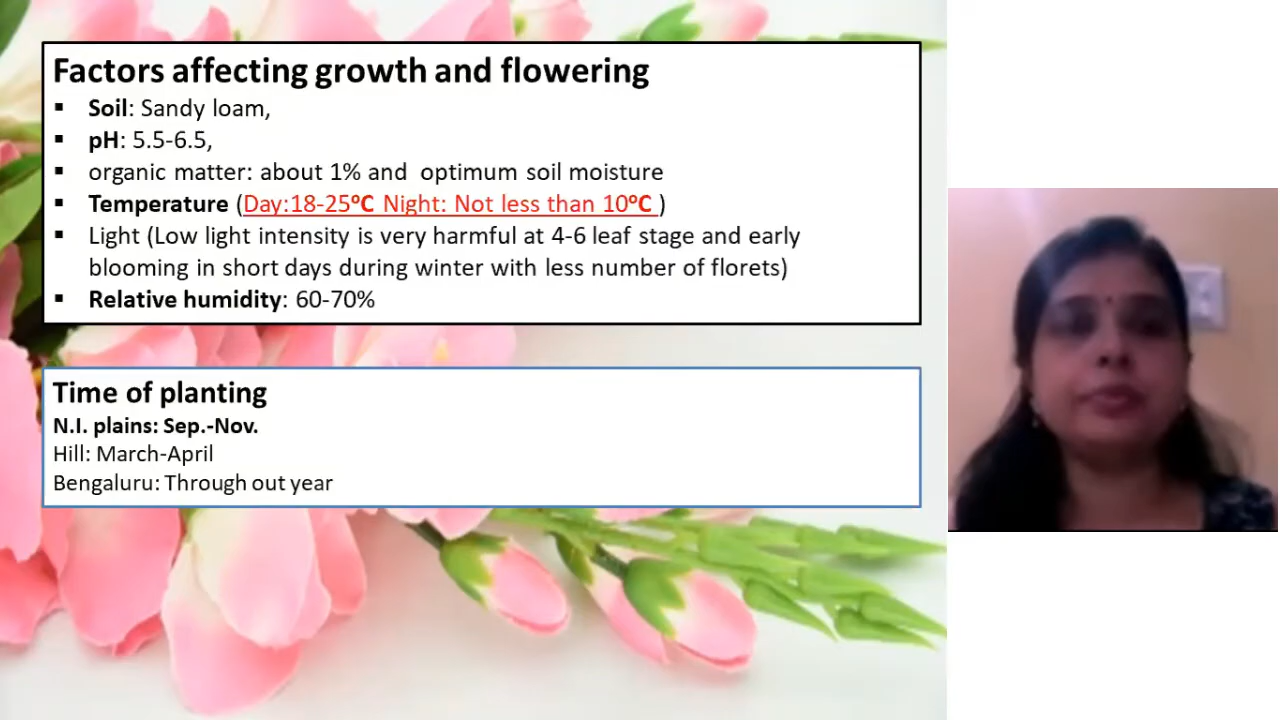 Factors affecting growth and flowering
▪ Soil: Sandy loam,
▪ pH: 5.5-6.5,
▪ organic matter: about 1% and optimum soil moisture
▪ Temperature (Day:18-25°C Night: Not less than 10°C )
▪ Light (Low light intensity is very harmful at 4-6 leaf stage and early
blooming in short days during winter with less number of florets)
▪ Relative humidity: 60-70%
Time of planting
N.I. plains: Sep.-Nov.
Hill: March-April
Bengaluru: Through out year